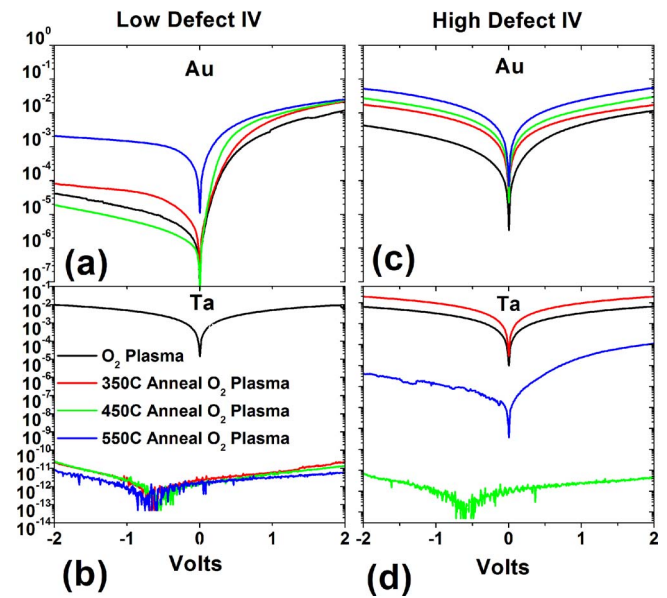 Low Defect IV
High Defect IV
10^0
10^-1
10^-2
10^-3
10^-4
10^-5
10^-6
10^-7
Au
(a)
Au
(c)
10^-1
10^-2
10^-3
10^-4
10^-5
10^-6
10^-7
10^-8
10^-9
10^-10
10^-11
10^-12
10^-13
10^-14
Ta
O₂ Plasma
350C Anneal O₂ Plasma
450C Anneal O₂ Plasma
550C Anneal O₂ Plasma
Ta
-2 -1 0 1 2
-2 -1 0 1 2
Volts
Volts
(b)
(d)